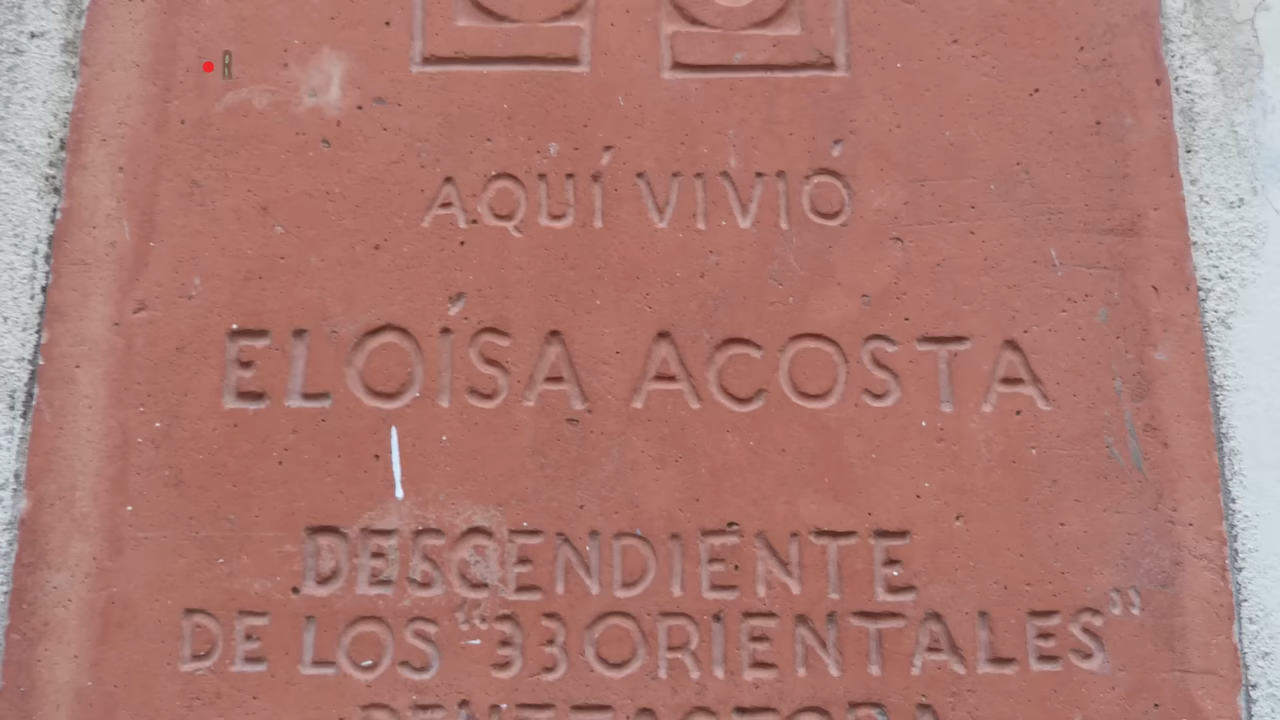 AQUÍ VIVIÓ
ELOÍSA ACOSTA
DESCENDIENTE
DE LOS "33 ORIENTALES"